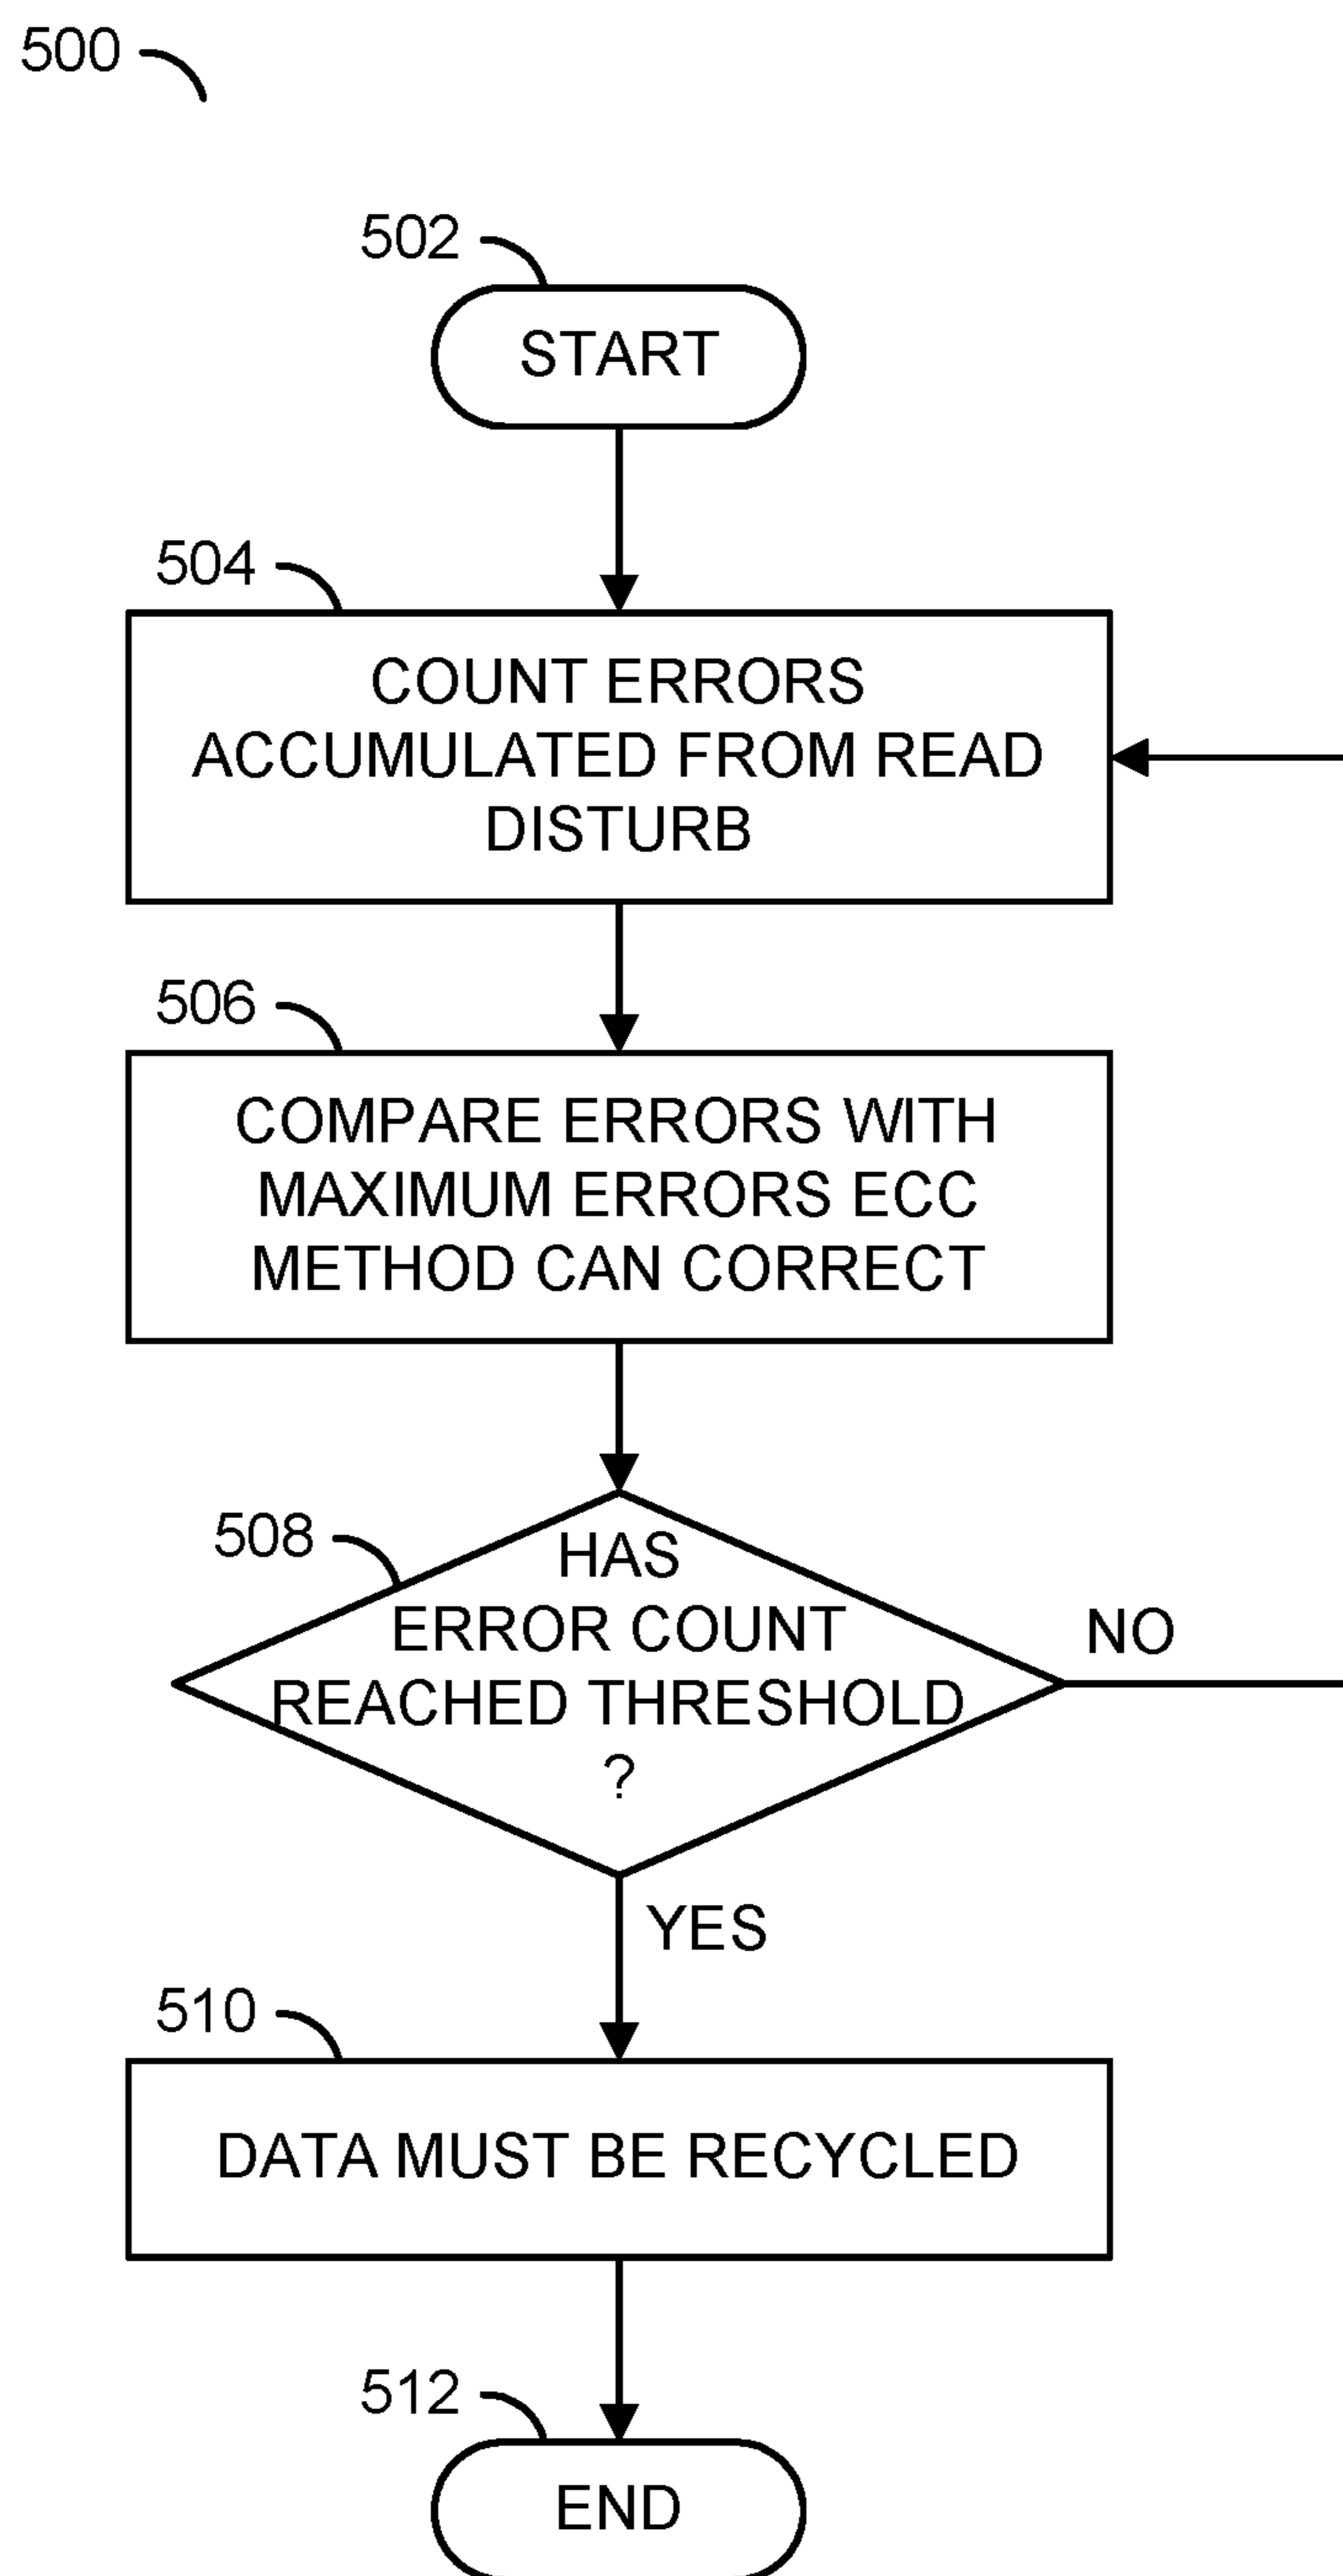 500
502
START
504
COUNT ERRORS
ACCUMULATED FROM READ
DISTURB
506
COMPARE ERRORS WITH
MAXIMUM ERRORS ECC
METHOD CAN CORRECT
508
HAS
ERROR COUNT
REACHED THRESHOLD
?
NO
YES
510
DATA MUST BE RECYCLED
512
END